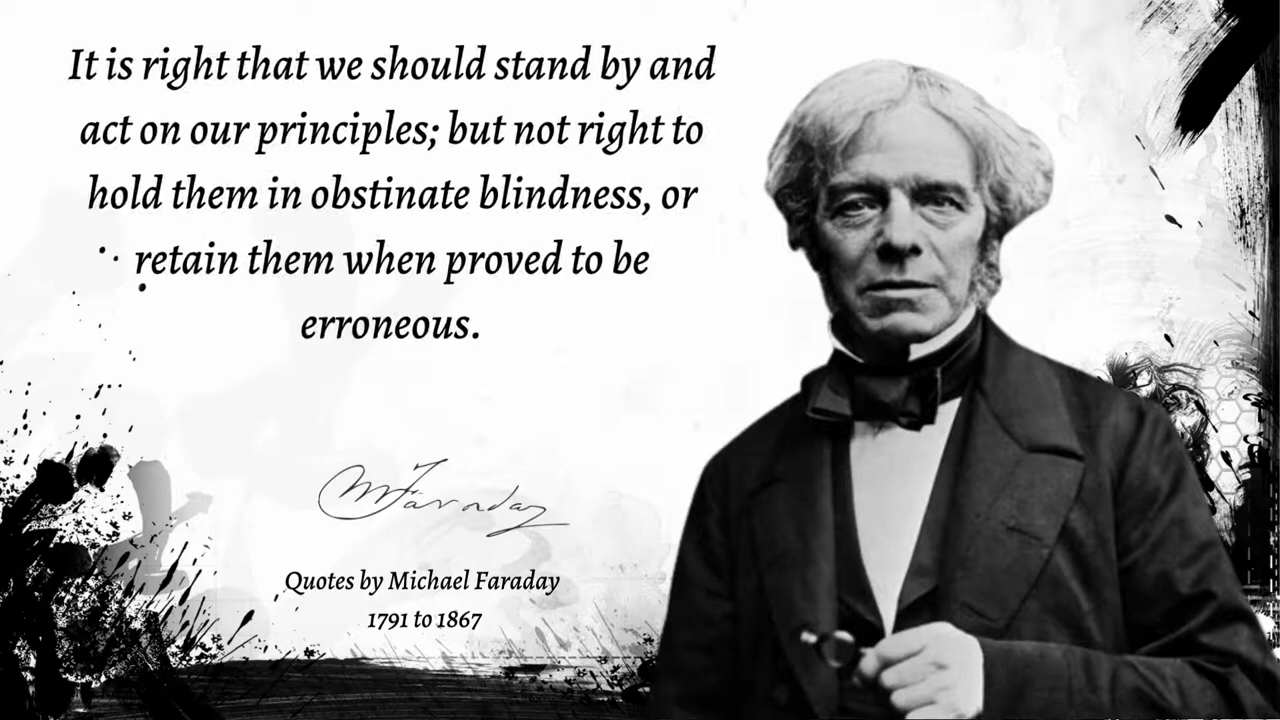 It is right that we should stand by and
act on our principles; but not right to
hold them in obstinate blindness, or
retain them when proved to be
erroneous.
MFaraday
Quotes by Michael Faraday
1791 to 1867